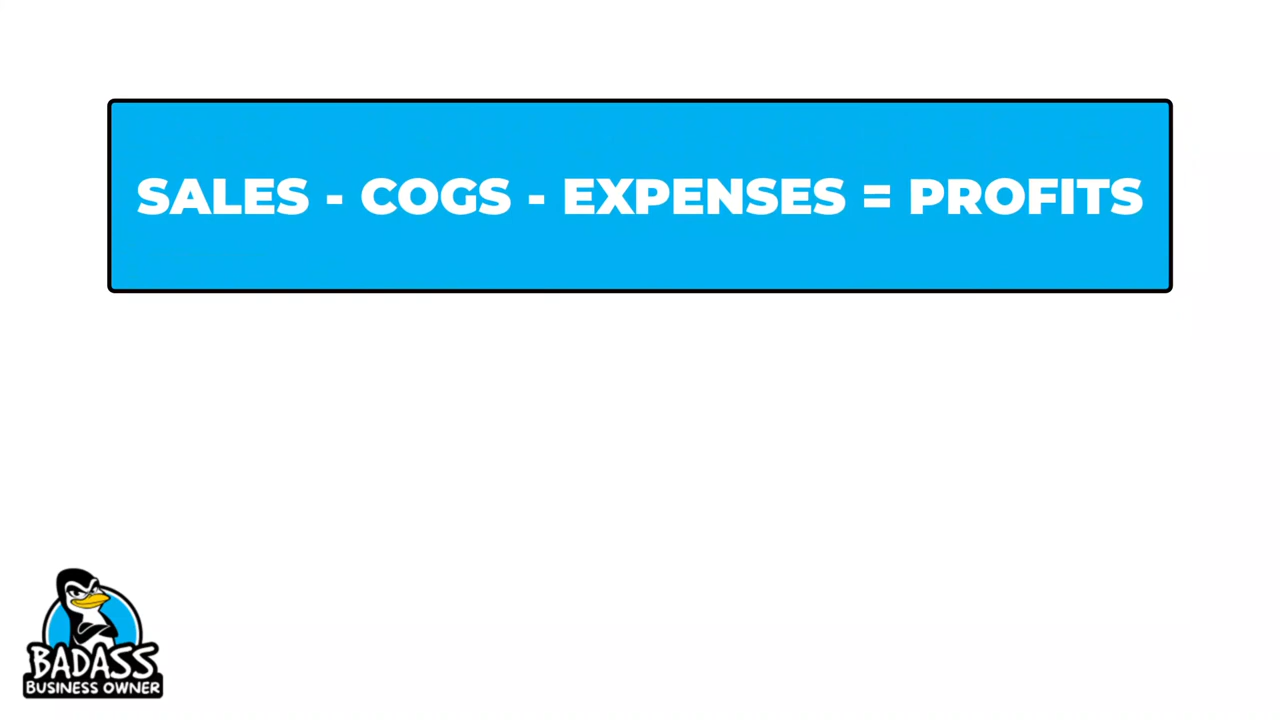 SALES - COGS - EXPENSES = PROFITS
BADASS
BUSINESS OWNER